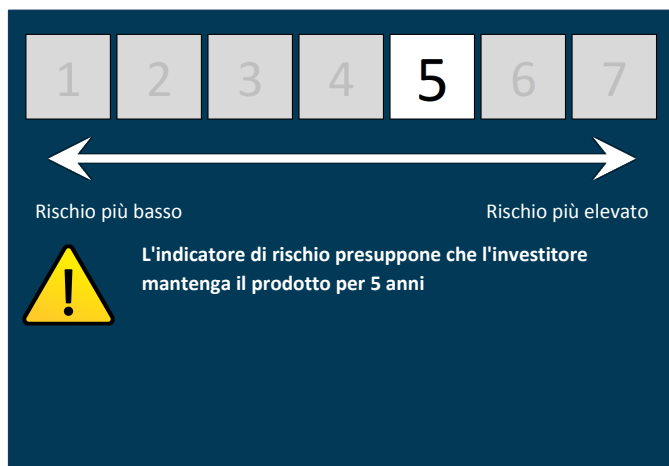 1 2 3 4 5 6 7
Rischio più basso Rischio più elevato
L'indicatore di rischio presuppone che l'investitore
mantenga il prodotto per 5 anni